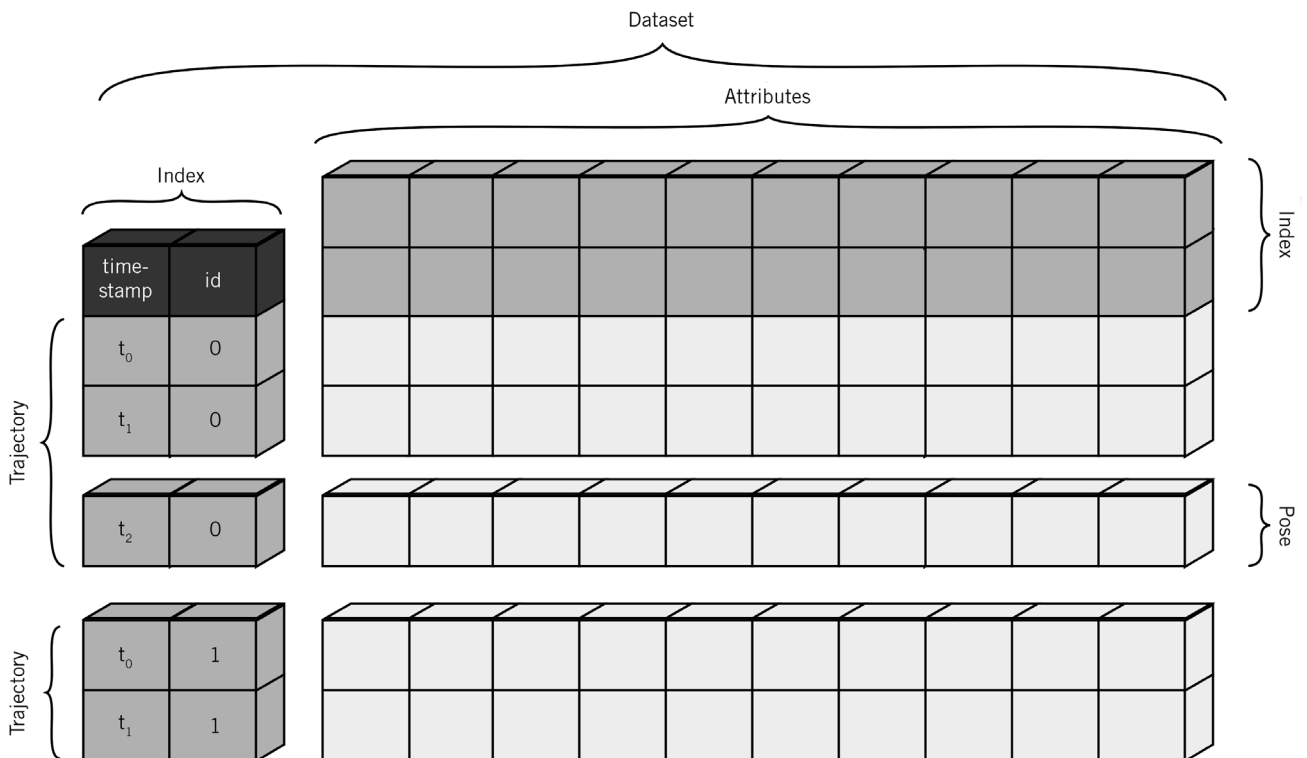 Dataset
Attributes
Index
Index
time-
stamp
id
t₀ 0
t₁ 0
Trajectory
t₂ 0
Pose
t₀ 1
Trajectory
t₁ 1